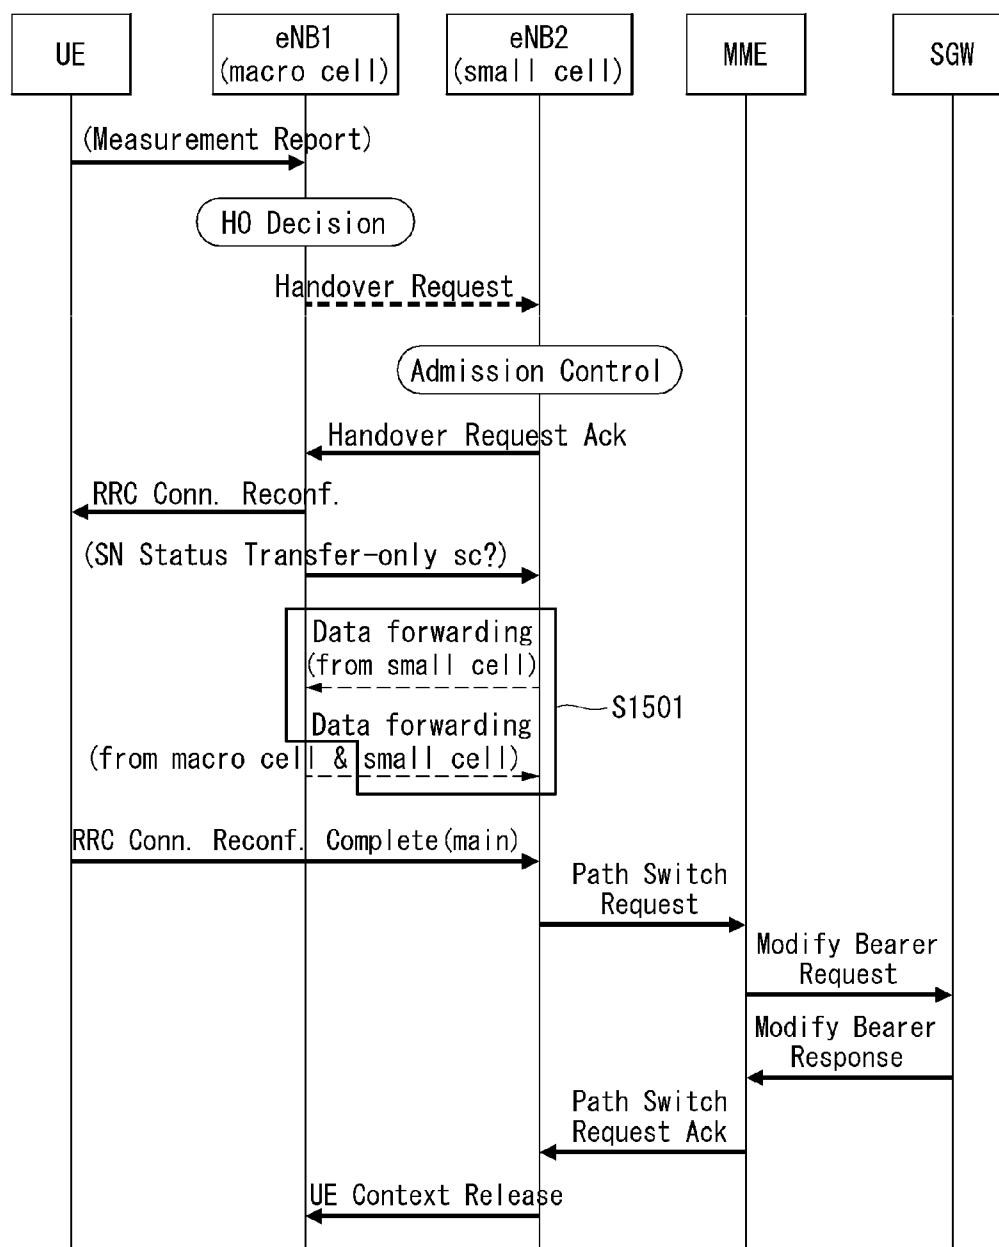 UE
eNB1
(macro cell)
eNB2
(small cell)
MME
SGW
(Measurement Report)
HO Decision
Handover Request
Admission Control
Handover Request Ack
RRC Conn. Reconf.
(SN Status Transfer-only sc?)
Data forwarding
(from small cell)
S1501
Data forwarding
(from macro cell & small cell)
RRC Conn. Reconf. Complete(main)
Path Switch
Request
Modify Bearer
Request
Modify Bearer
Response
Path Switch
Request Ack
UE Context Release